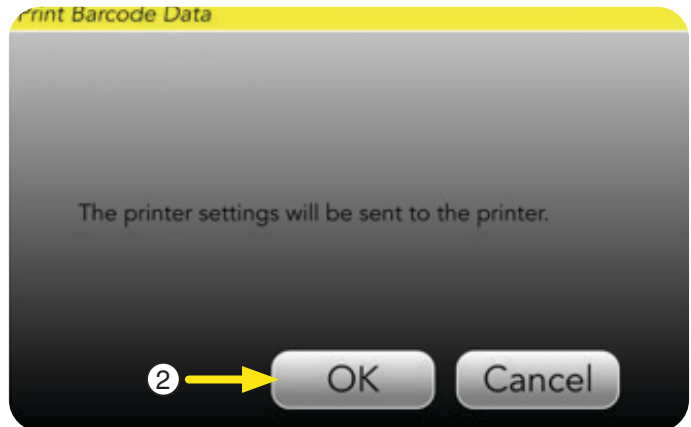 Print Barcode Data
The printer settings will be sent to the printer.
2 OK Cancel